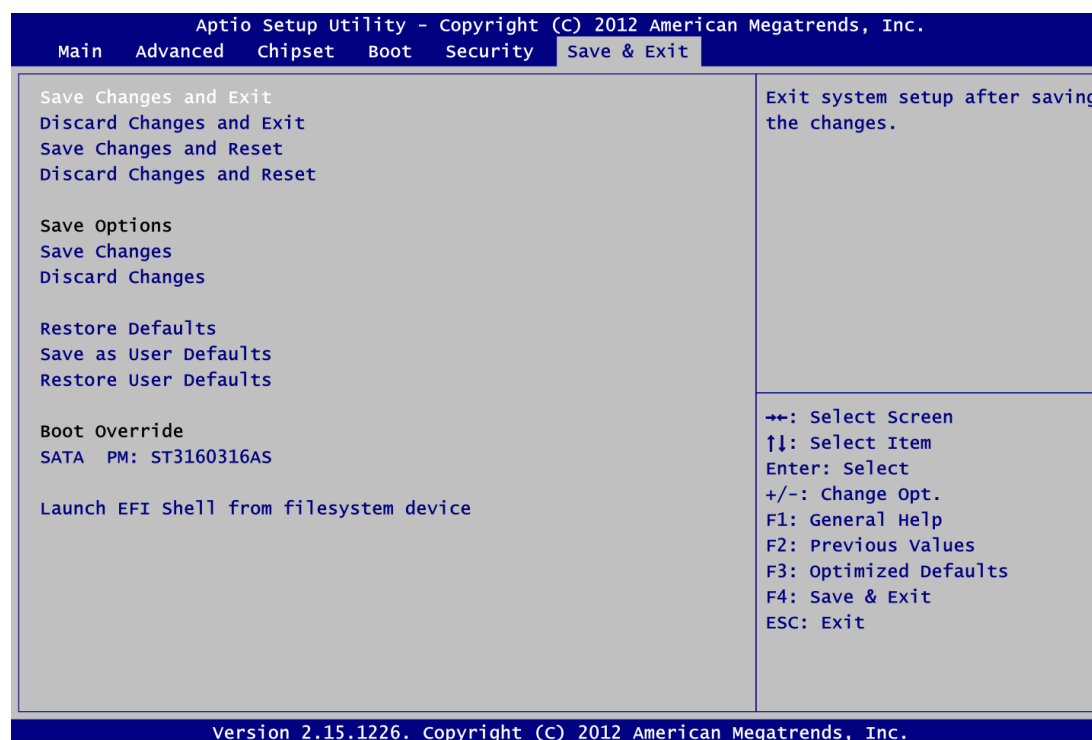 Aptio Setup Utility – Copyright (C) 2012 American Megatrends, Inc.
Main Advanced Chipset Boot Security Save & Exit
Save Changes and Exit
Discard Changes and Exit
Save Changes and Reset
Discard Changes and Reset
Save Options
Save Changes
Discard Changes
Restore Defaults
Save as User Defaults
Restore User Defaults
Boot Override
SATA PM: ST3160316AS
Launch EFI Shell from filesystem device
Exit system setup after saving
the changes.
→←: Select Screen
↑↓: Select Item
Enter: Select
+/-: Change Opt.
F1: General Help
F2: Previous Values
F3: Optimized Defaults
F4: Save & Exit
ESC: Exit
Version 2.15.1226. Copyright (C) 2012 American Megatrends, Inc.